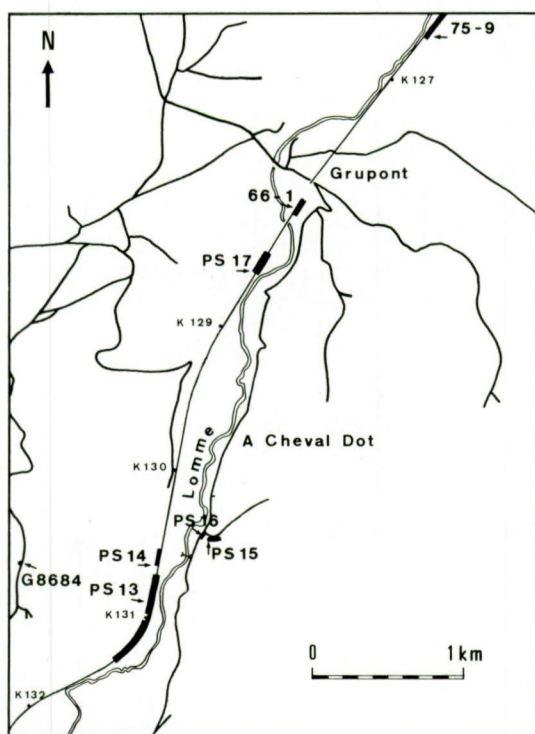 N
75-9
K127
Grupont
66-1
PS 17
K 129
Lomme
A Cheval Dot
K130
PS 16
PS 14
PS 15
G8684
PS 13
K131
0 1km
K132